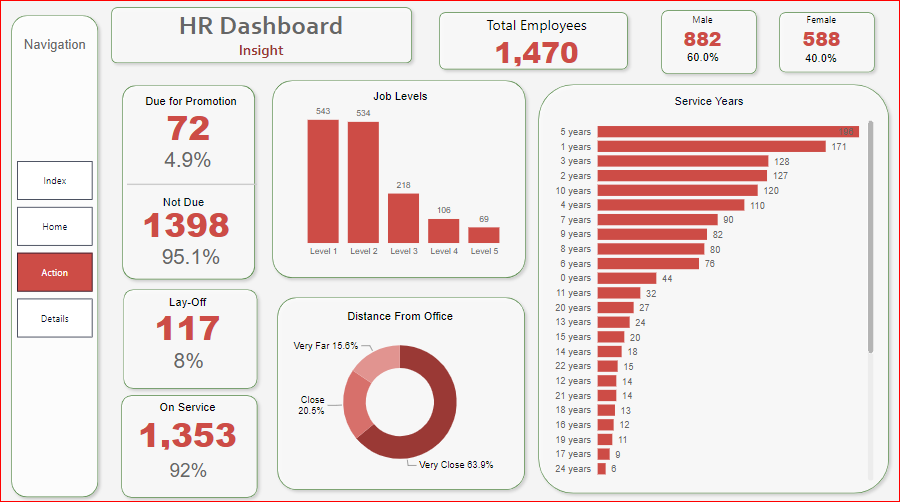 Navigation
Index
Home
Action
Details
HR Dashboard
Insight
Total Employees
1,470
Male
882
60.0%
Female
588
40.0%
Due for Promotion
72
4.9%
Not Due
1398
95.1%
Lay-Off
117
8%
On Service
1,353
92%
Job Levels
543
534
218
106
69
Level 1
Level 2
Level 3
Level 4
Level 5
Distance From Office
Very Far 15.6%
Close
20.5%
Very Close 63.9%
Service Years
5 years 196
1 years 171
3 years 128
2 years 127
10 years 120
4 years 110
7 years 90
9 years 82
8 years 80
6 years 76
0 years 44
11 years 32
20 years 27
13 years 24
15 years 20
14 years 18
22 years 15
12 years 14
21 years 14
18 years 13
16 years 12
19 years 11
17 years 9
24 years 6